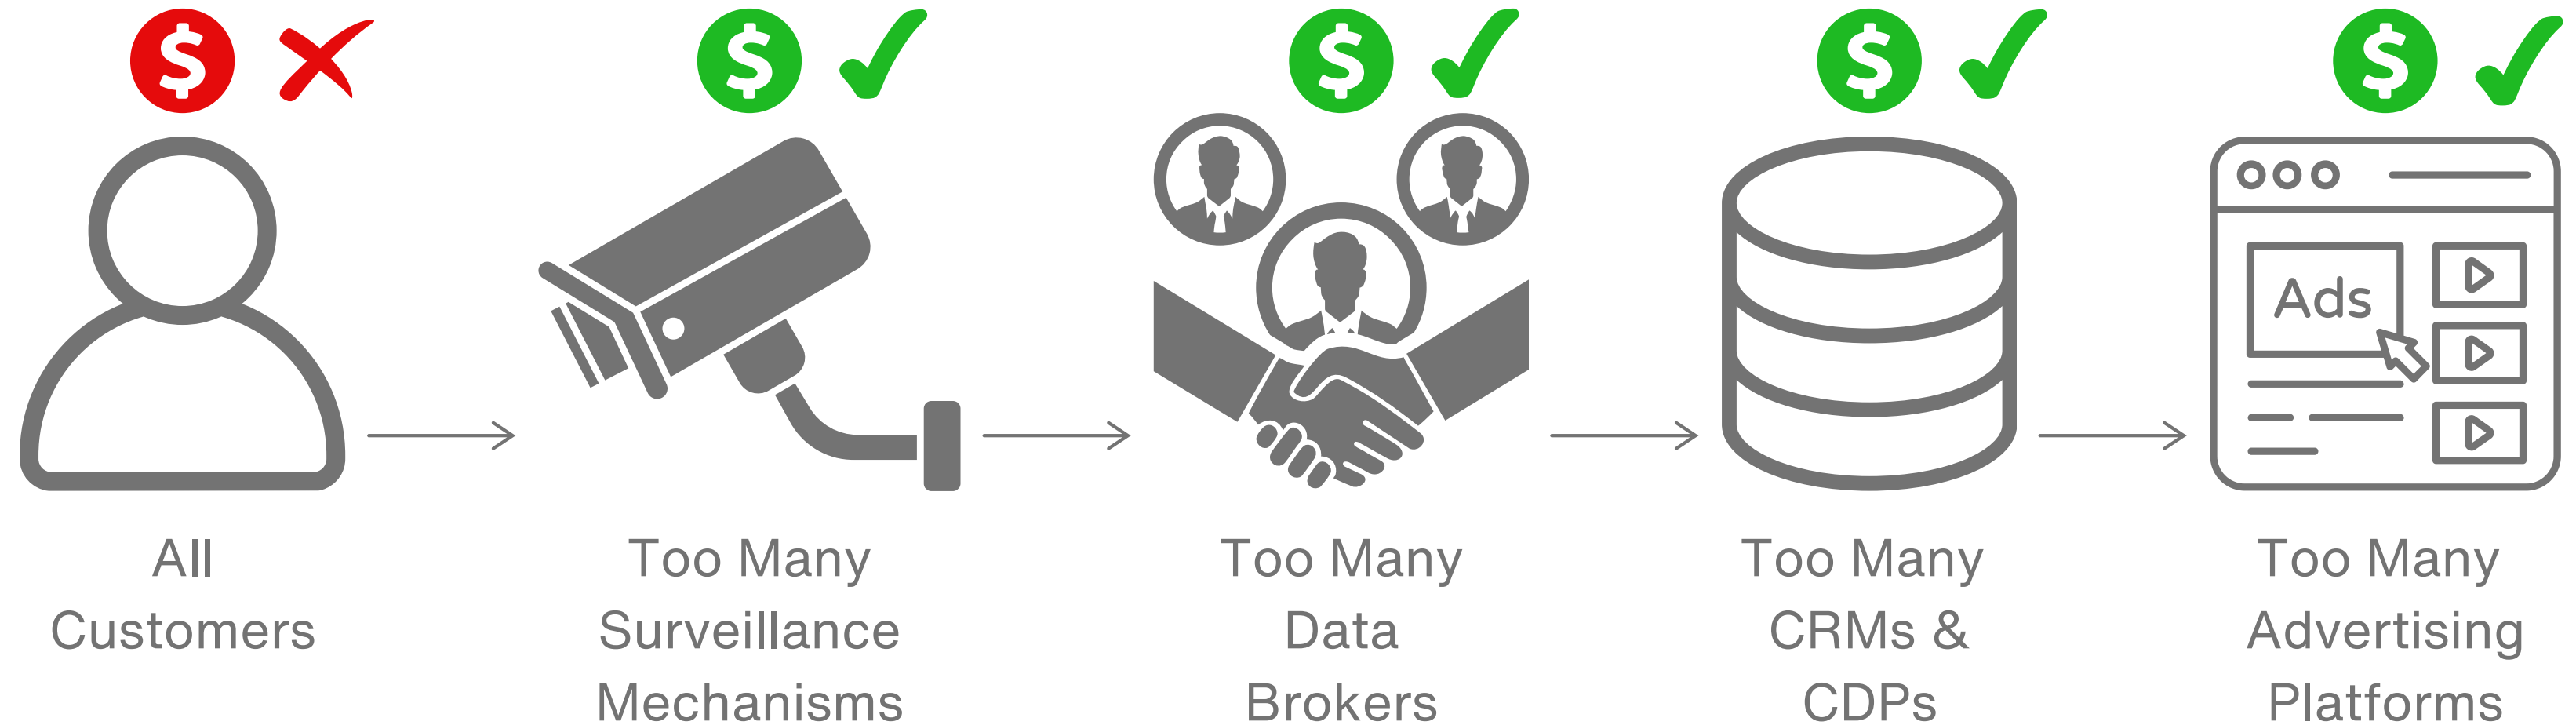 $
$
$
$
$
Ads
All
Customers
Too Many
Surveillance
Mechanisms
Too Many
Data
Brokers
Too Many
CRMs &
CDPs
Too Many
Advertising
Platforms